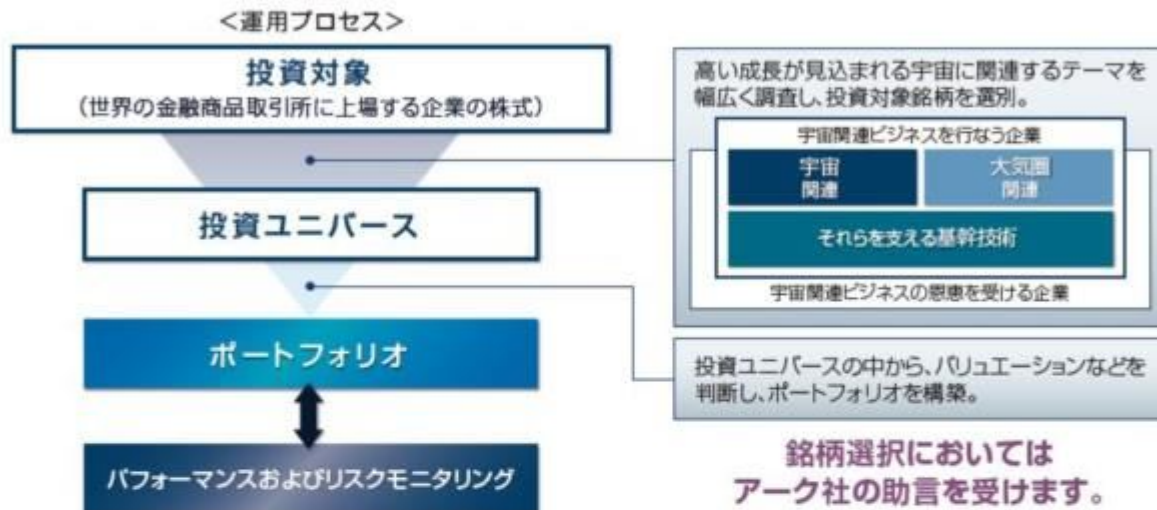 ＜運用プロセス＞
投資対象
（世界の金融商品取引所に上場する企業の株式）
投資ユニバース
ポートフォリオ
パフォーマンスおよびリスクモニタリング
高い成長が見込まれる宇宙に関連するテーマを
幅広く調査し、投資対象銘柄を選別。
宇宙関連ビジネスを行なう企業
宇宙
関連
大気圏
関連
それらを支える基幹技術
宇宙関連ビジネスの恩恵を受ける企業
投資ユニバースの中から、バリュエーションなどを
判断し、ポートフォリオを構築。
銘柄選択においては
アーク社の助言を受けます。